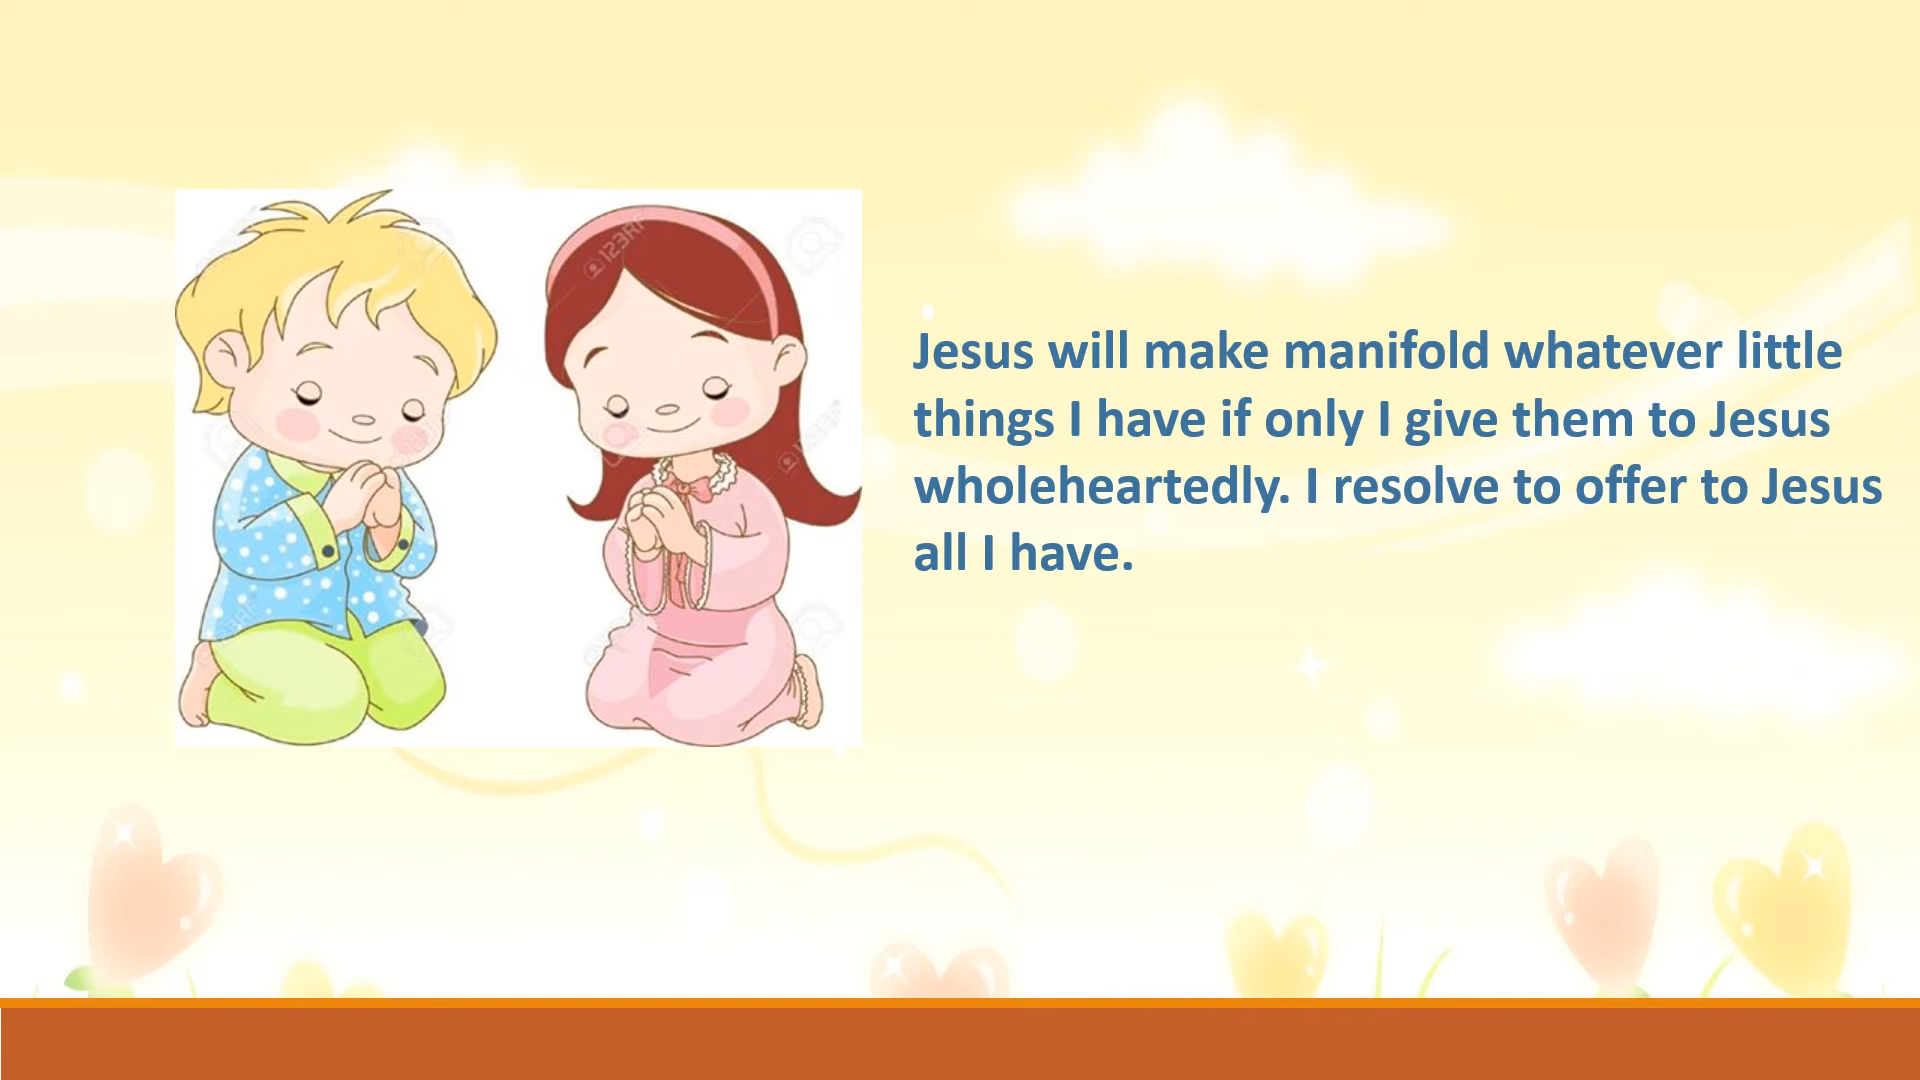 Jesus will make manifold whatever little
things I have if only I give them to Jesus
wholeheartedly. I resolve to offer to Jesus
all I have.
123RF